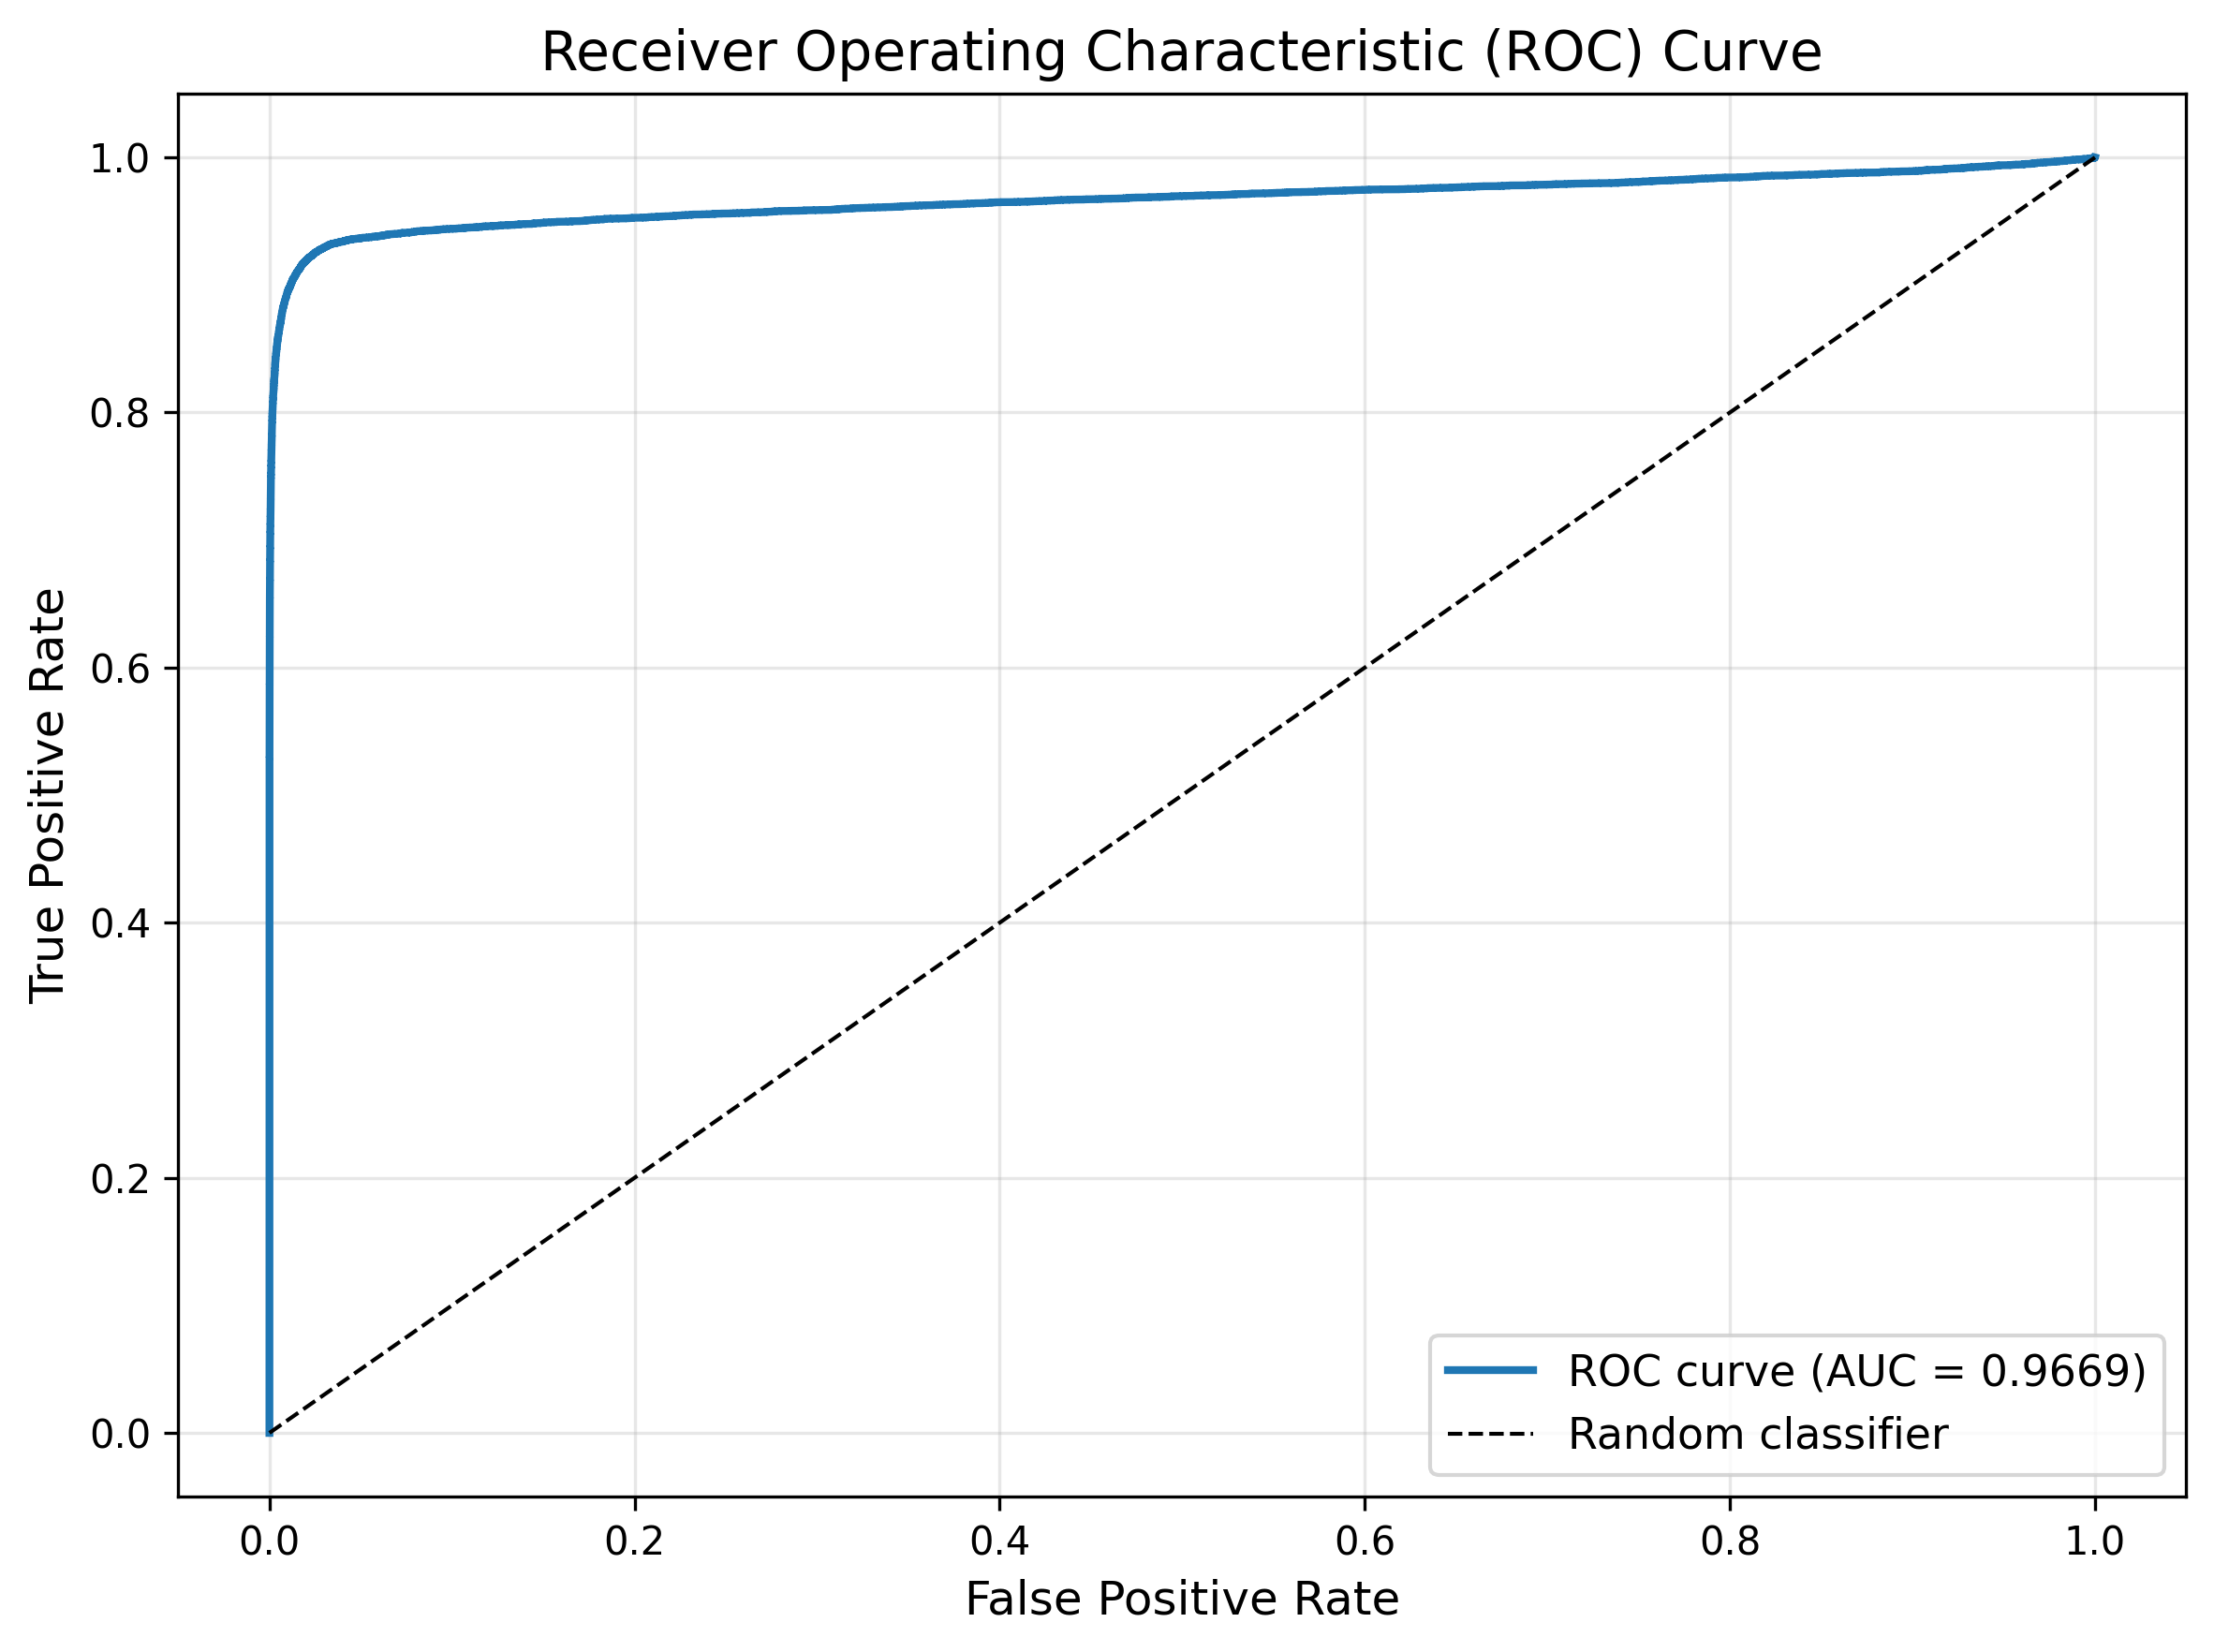 Receiver Operating Characteristic (ROC) Curve
True Positive Rate
1.0
0.8
0.6
0.4
0.2
0.0
ROC curve (AUC = 0.9669)
Random classifier
0.0 0.2 0.4 0.6 0.8 1.0
False Positive Rate